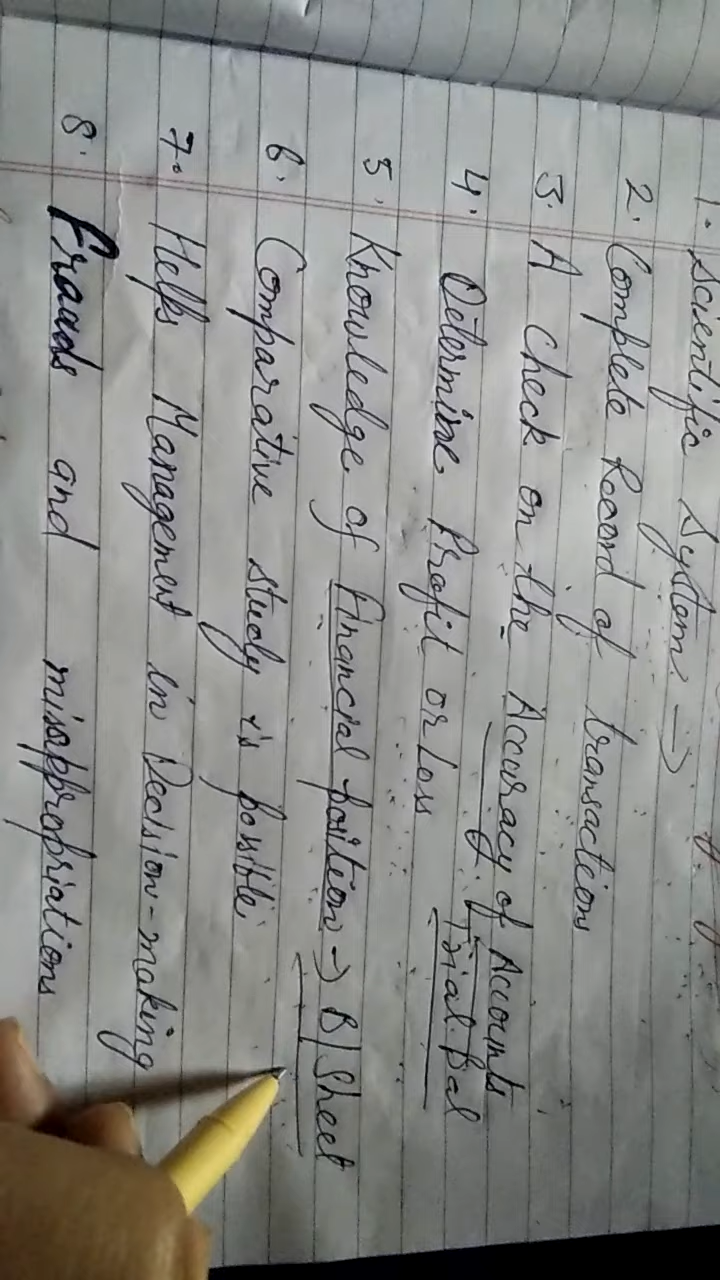 1. Scientific System: →
2. Complete Record of transactions
3. A check on the Accuracy of Accounts
Trial Bal
4. Determine Profit or Loss
5. Knowledge of Financial position → B/Sheet
6. Comparative study is possible
7. Helps Management in Decision-making
8. Frauds and misappropriations